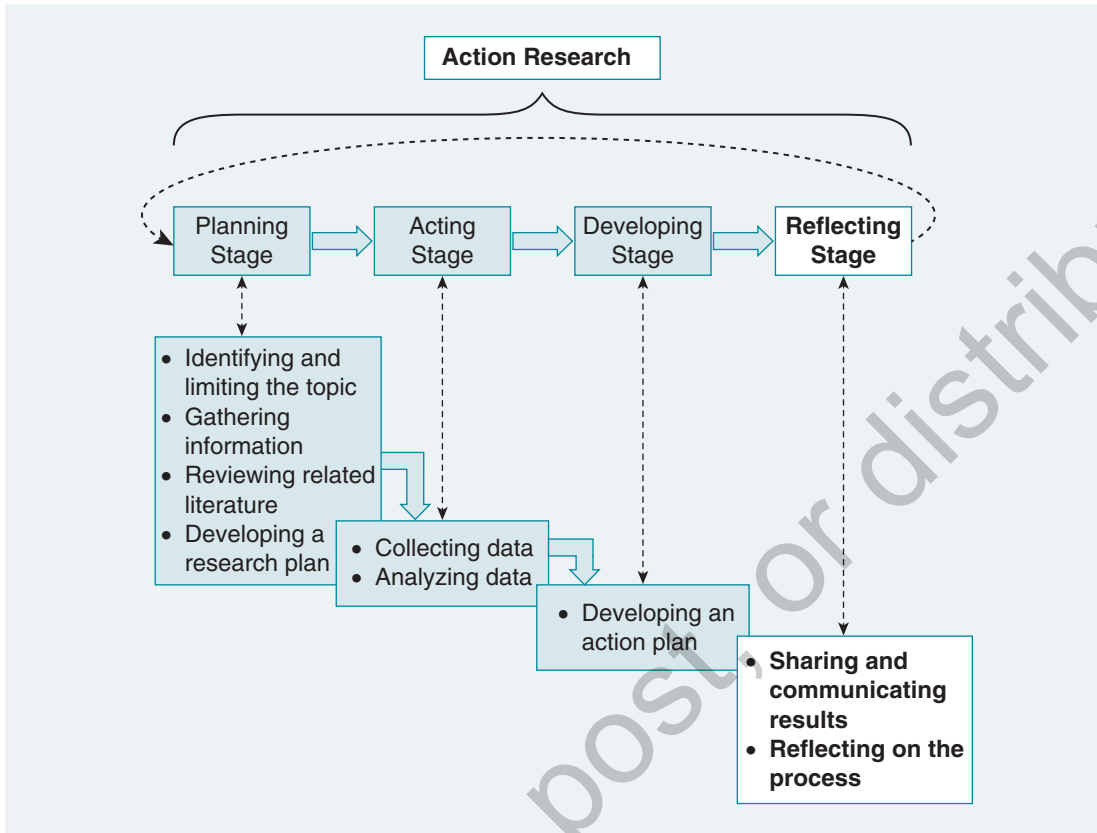 Action Research
Planning
Stage
Acting
Stage
Developing
Stage
Reflecting
Stage
• Identifying and
limiting the topic
• Gathering
information
• Reviewing related
literature
• Developing a
research plan
• Collecting data
• Analyzing data
• Developing an
action plan
• Sharing and
communicating
results
• Reflecting on the
process
post, or